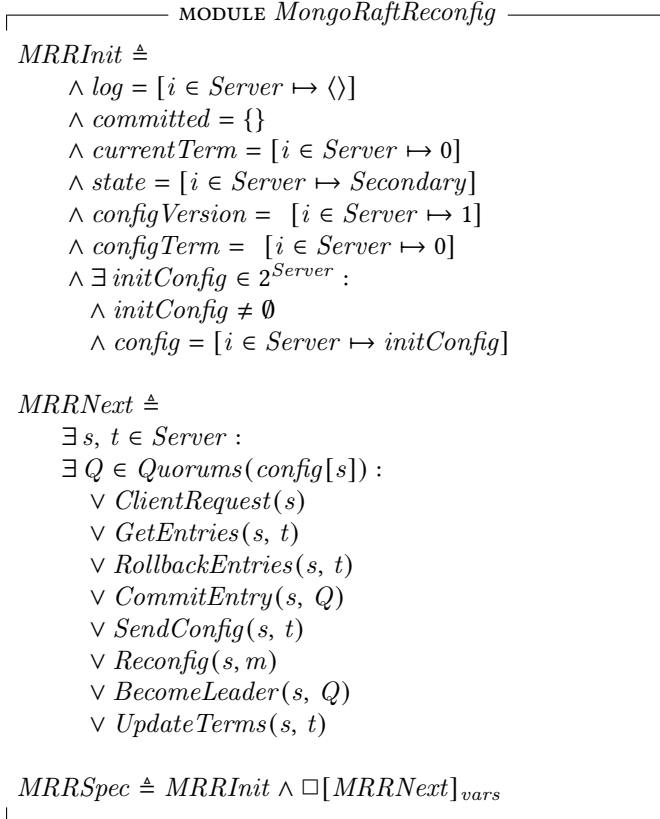 MODULE MongoRaftReconfig
MRRInit ≜
∧ log = [i ∈ Server ↦ ⟨⟩]
∧ committed = {}
∧ currentTerm = [i ∈ Server ↦ 0]
∧ state = [i ∈ Server ↦ Secondary]
∧ configVersion = [i ∈ Server ↦ 1]
∧ configTerm = [i ∈ Server ↦ 0]
∧ ∃ initConfig ∈ 2^Server :
∧ initConfig ≠ ∅
∧ config = [i ∈ Server ↦ initConfig]
MRRNext ≜
∃ s, t ∈ Server :
∃ Q ∈ Quorums(config[s]) :
∨ ClientRequest(s)
∨ GetEntries(s, t)
∨ RollbackEntries(s, t)
∨ CommitEntry(s, Q)
∨ SendConfig(s, t)
∨ Reconfig(s, m)
∨ BecomeLeader(s, Q)
∨ UpdateTerms(s, t)
MRRSpec ≜ MRRInit ∧ □[MRRNext]_vars